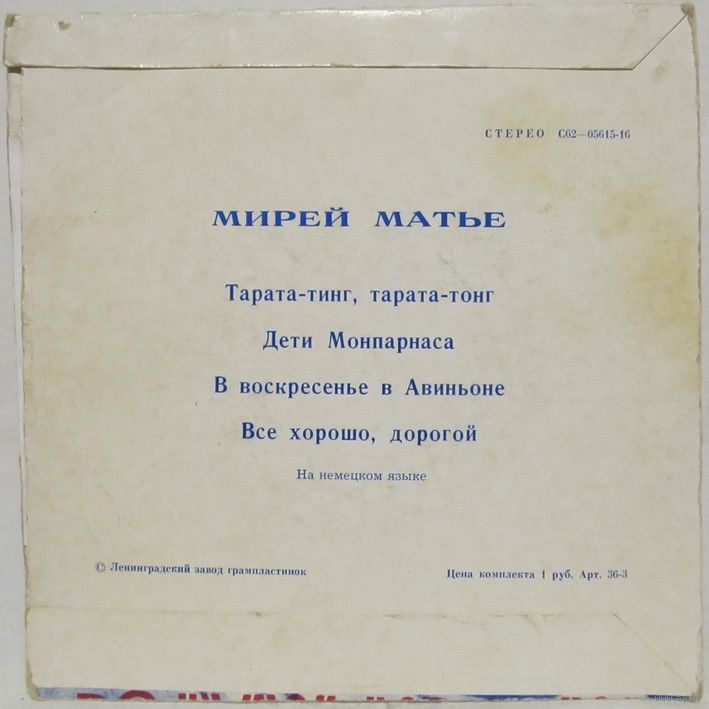 СТЕРЕО С62—05615-16
МИРЕЙ МАТЬЕ
Тарата-тинг, тарата-тонг
Дети Монпарнаса
В воскресенье в Авиньоне
Все хорошо, дорогой
На немецком языке
© Ленинградский завод грампластинок
Цена комплекта 1 руб. Арт. 36-3